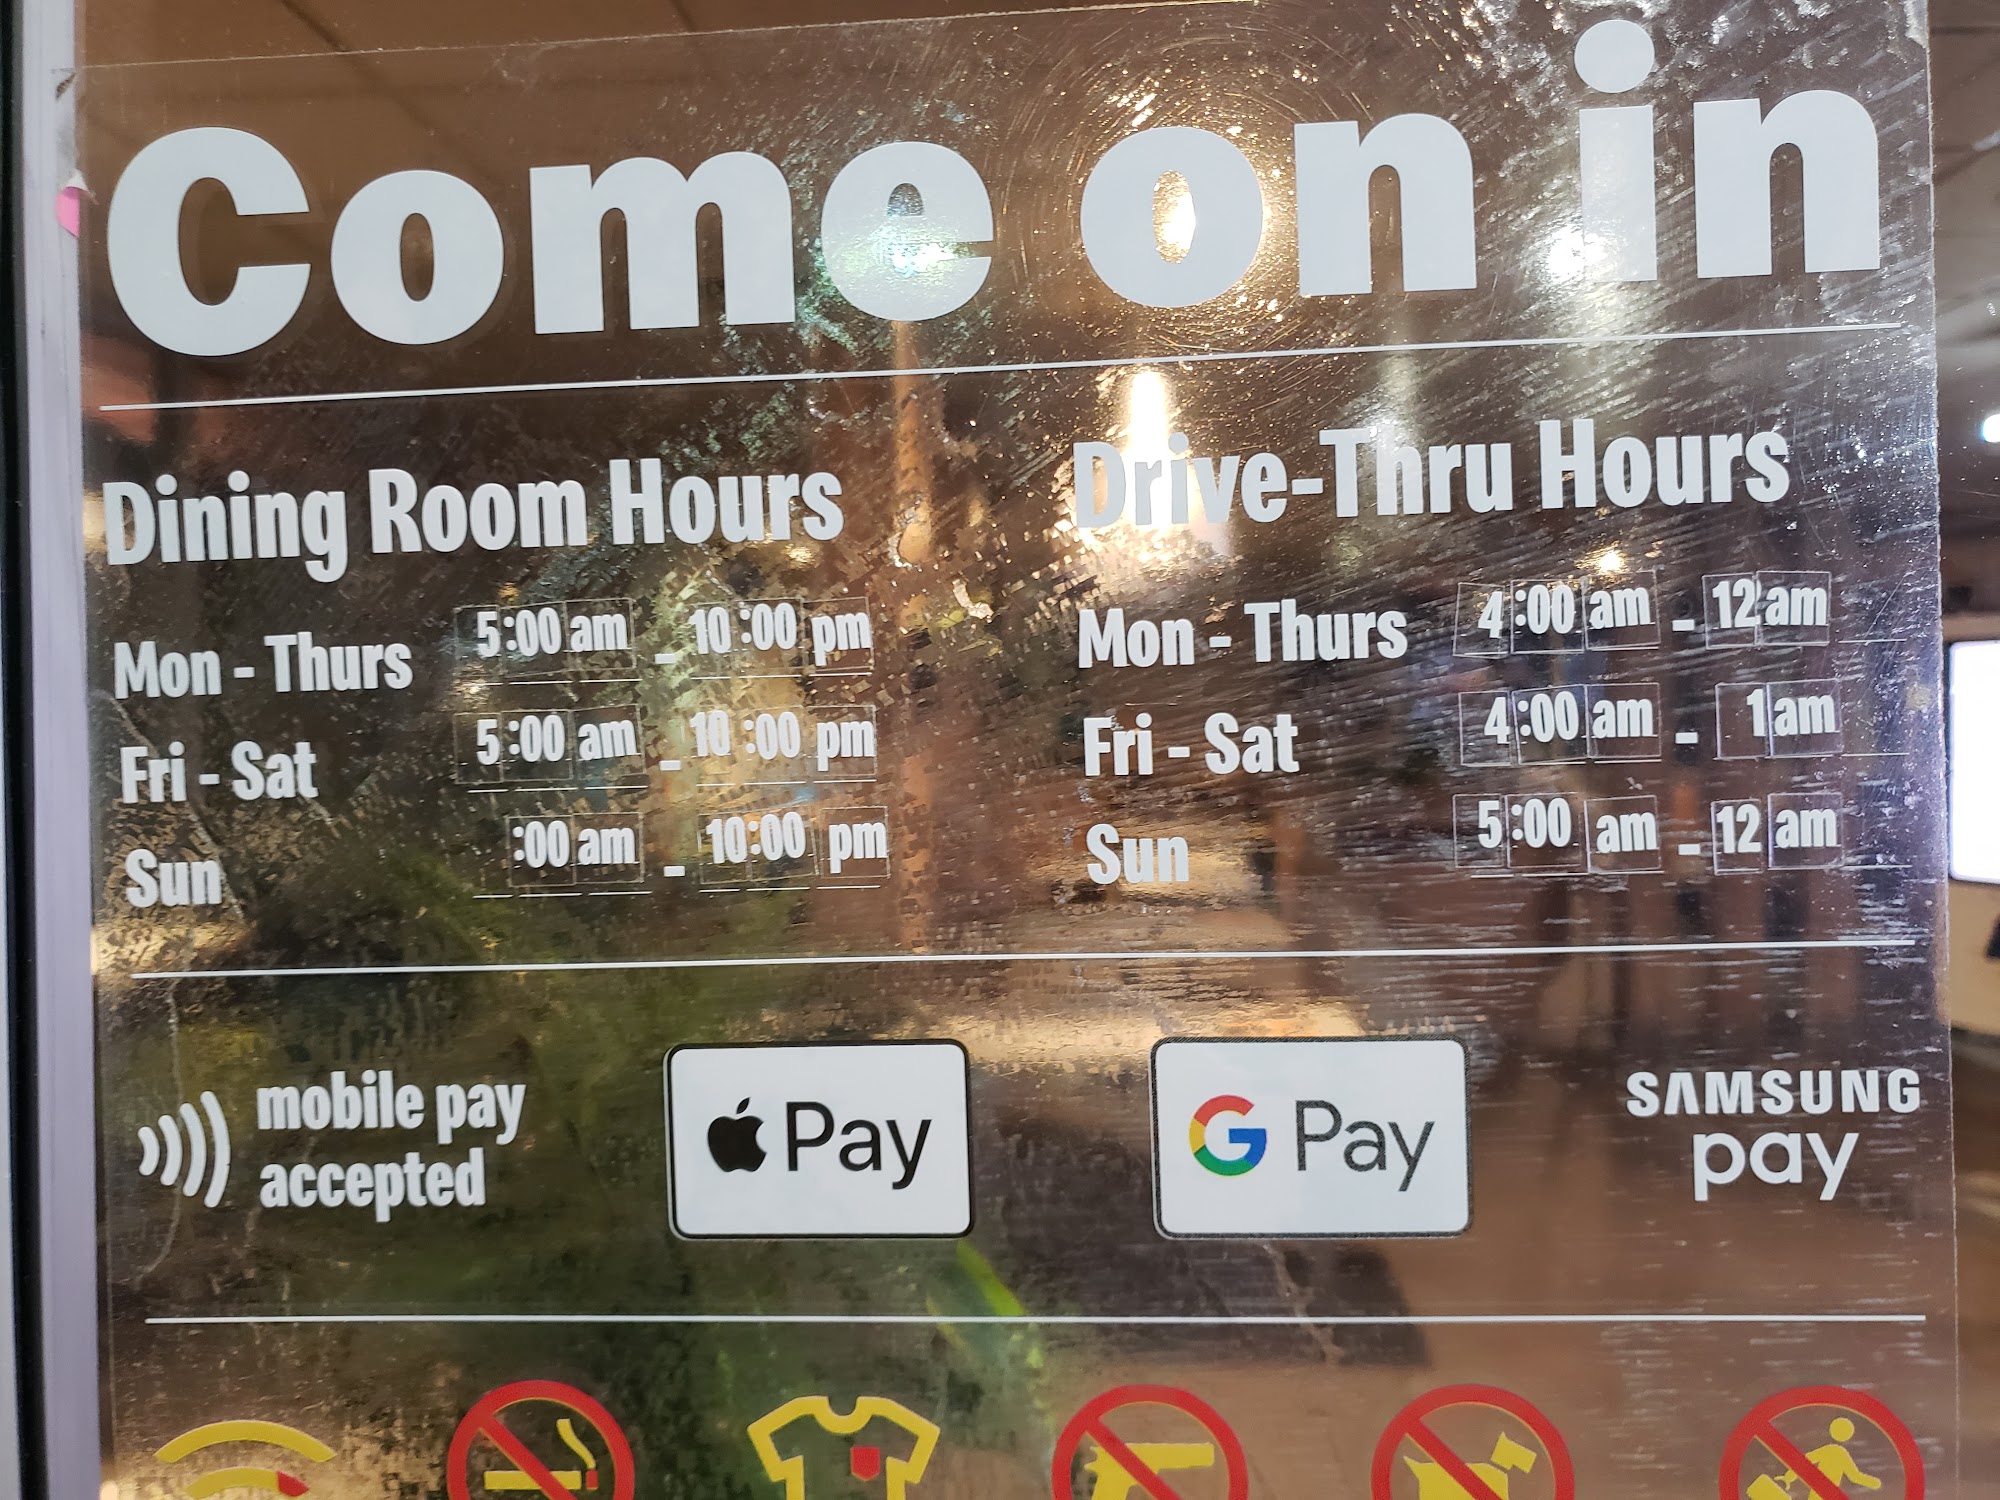 Come on in
Dining Room Hours
Mon - Thurs 5:00 am - 10:00 pm
Fri - Sat 5:00 am - 10:00 pm
Sun :00 am - 10:00 pm
Drive-Thru Hours
Mon - Thurs 4:00 am - 12 am
Fri - Sat 4:00 am - 1 am
Sun 5:00 am - 12 am
mobile pay
accepted
Pay
G Pay
SAMSUNG
pay